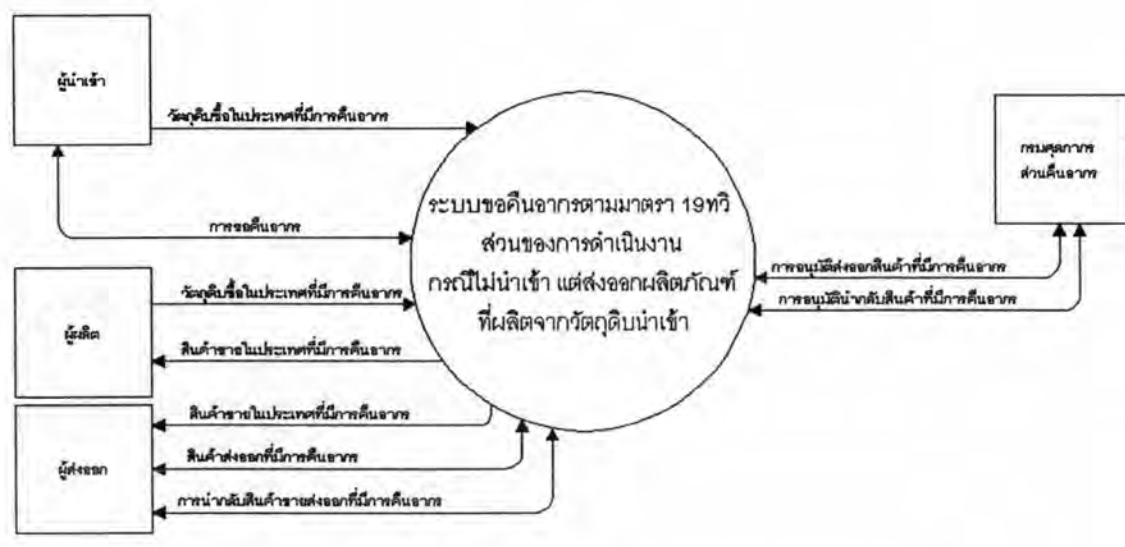 ผู้นำเข้า
วัตถุดิบซื้อในประเทศที่มีการคืนอากร
การขอคืนอากร
ระบบขอคืนอากรตามมาตรา 19ทวิ
ส่วนของการดำเนินงาน
กรณีไม่นำเข้า แต่ส่งออกผลิตภัณฑ์
ที่ผลิตจากวัตถุดิบนำเข้า
กรมศุลกากร
ส่วนคืนอากร
การอนุมัติส่งออกสินค้าที่มีการคืนอากร
การอนุมัตินำกลับสินค้าที่มีการคืนอากร
ผู้ผลิต
วัตถุดิบซื้อในประเทศที่มีการคืนอากร
สินค้าขายในประเทศที่มีการคืนอากร
ผู้ส่งออก
สินค้าขายในประเทศที่มีการคืนอากร
สินค้าส่งออกที่มีการคืนอากร
การนำกลับสินค้าขายส่งออกที่มีการคืนอากร